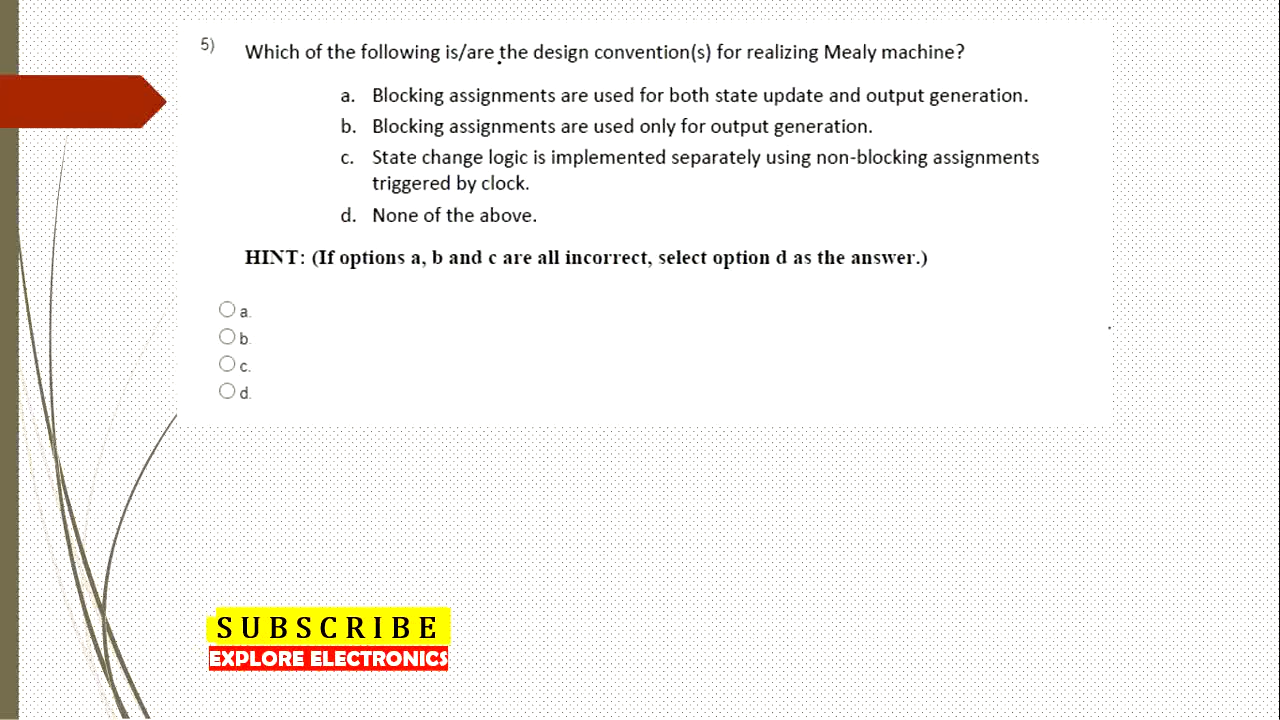 5)
Which of the following is/are the design convention(s) for realizing Mealy machine?
a. Blocking assignments are used for both state update and output generation.
b. Blocking assignments are used only for output generation.
c. State change logic is implemented separately using non-blocking assignments
triggered by clock.
d. None of the above.
HINT: (If options a, b and c are all incorrect, select option d as the answer.)
a.
b.
c.
d.
SUBSCRIBE
EXPLORE ELECTRONICS